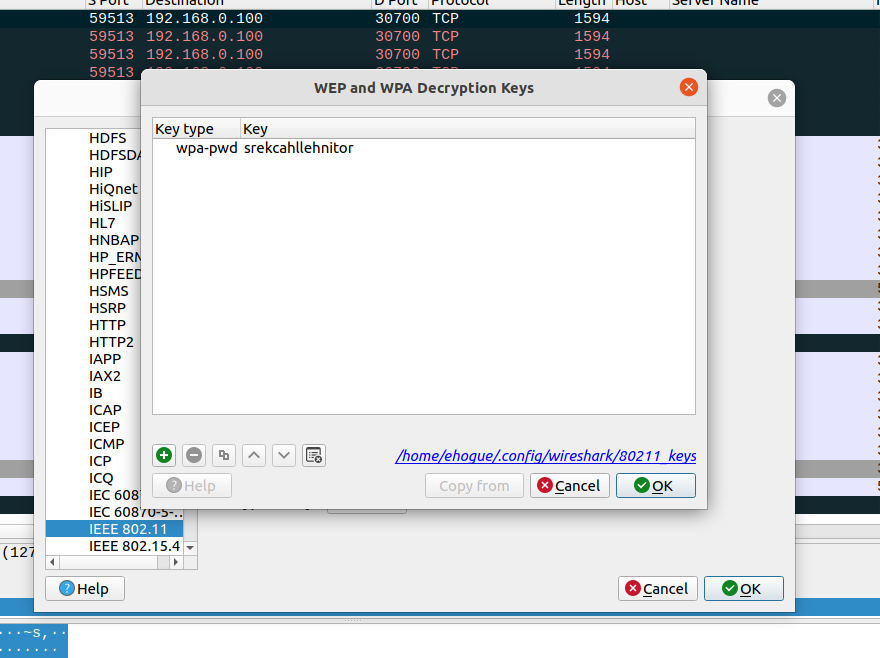 S Port Destination D Port Protocol Length Host Server Name
59513 192.168.0.100 30700 TCP 1594
59513 192.168.0.100 30700 TCP 1594
59513 192.168.0.100 30700 TCP 1594
59513
WEP and WPA Decryption Keys
Key type Key
wpa-pwd srekcahllehnitor
HDFS
HDFSDA
HIP
HiQnet
HiSLIP
HL7
HNBAP
HP_ERM
HPFEED
HSMS
HSRP
HTTP
HTTP2
IAPP
IAX2
IB
ICAP
ICEP
ICMP
ICP
ICQ
IEC 608
IEC 60870-5-..
IEEE 802.11
IEEE 802.15.4
/home/ehogue/.config/wireshark/80211_keys
Help Copy from Cancel OK
(127
Help Cancel OK
···~s,··
·······